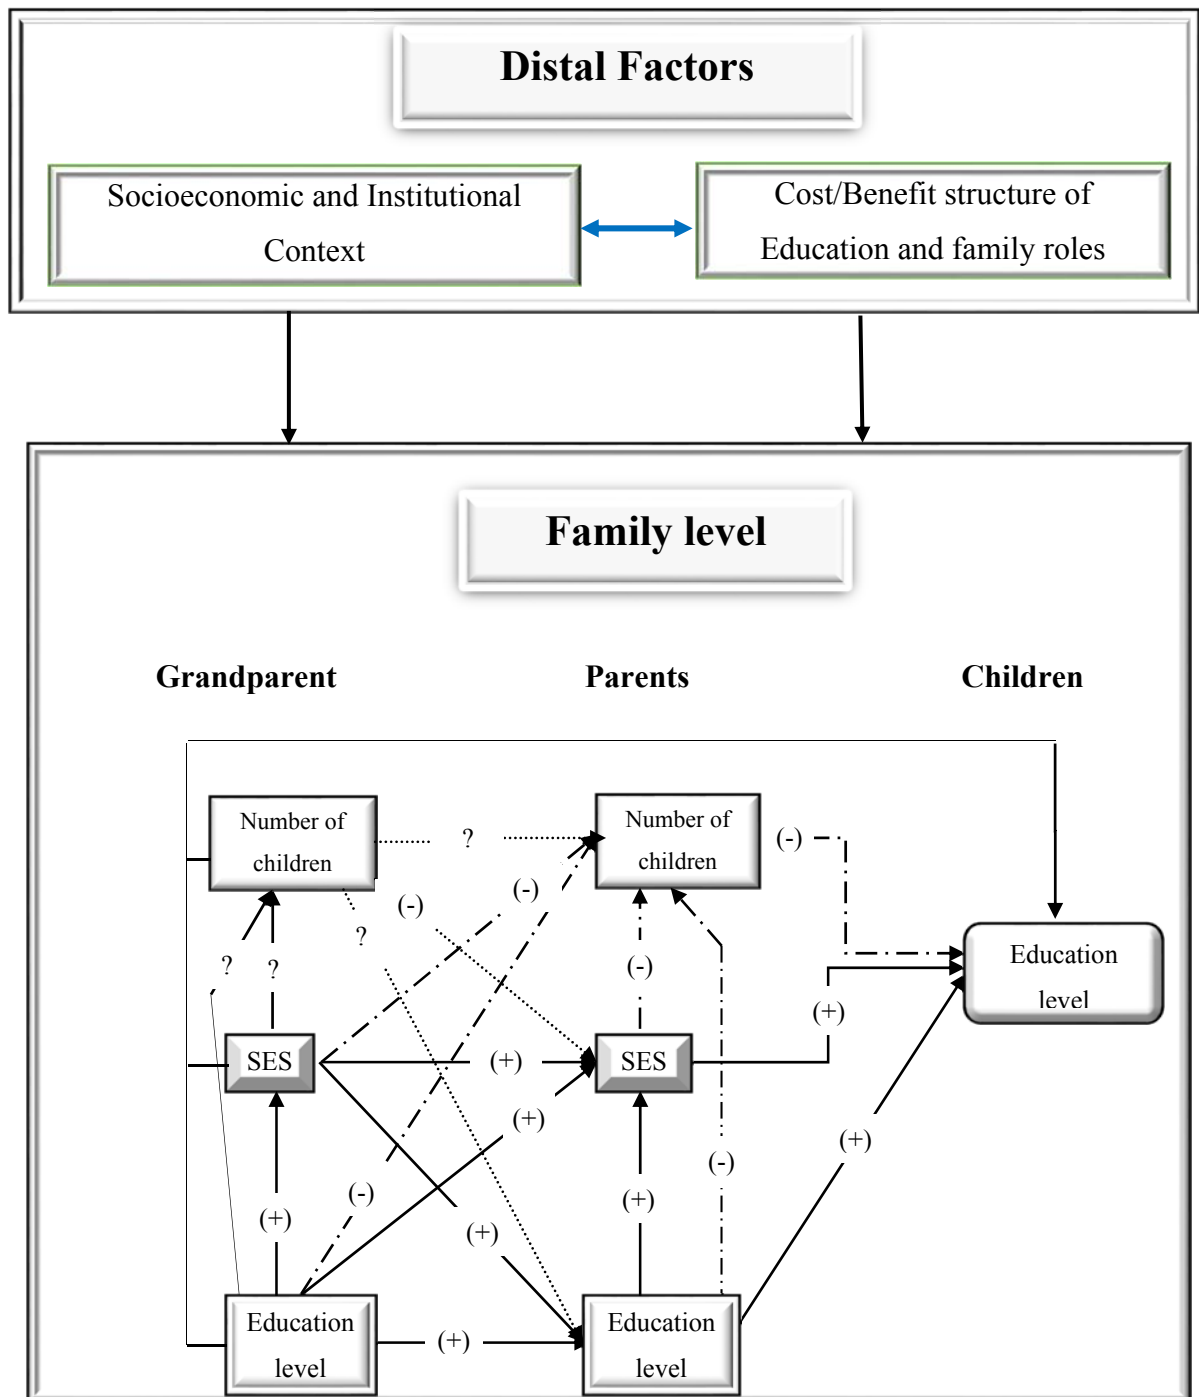 Distal Factors
Socioeconomic and Institutional
Context
Cost/Benefit structure of
Education and family roles
Family level
Grandparent
Parents
Children
Number of
children
?
Number of
children
(-)
(-)
(-)
?
?
?
(-)
Education
level
SES
(+)
SES
(+)
(+)
(+)
(-)
(-)
(+)
(+)
(+)
Education
level
(+)
Education
level